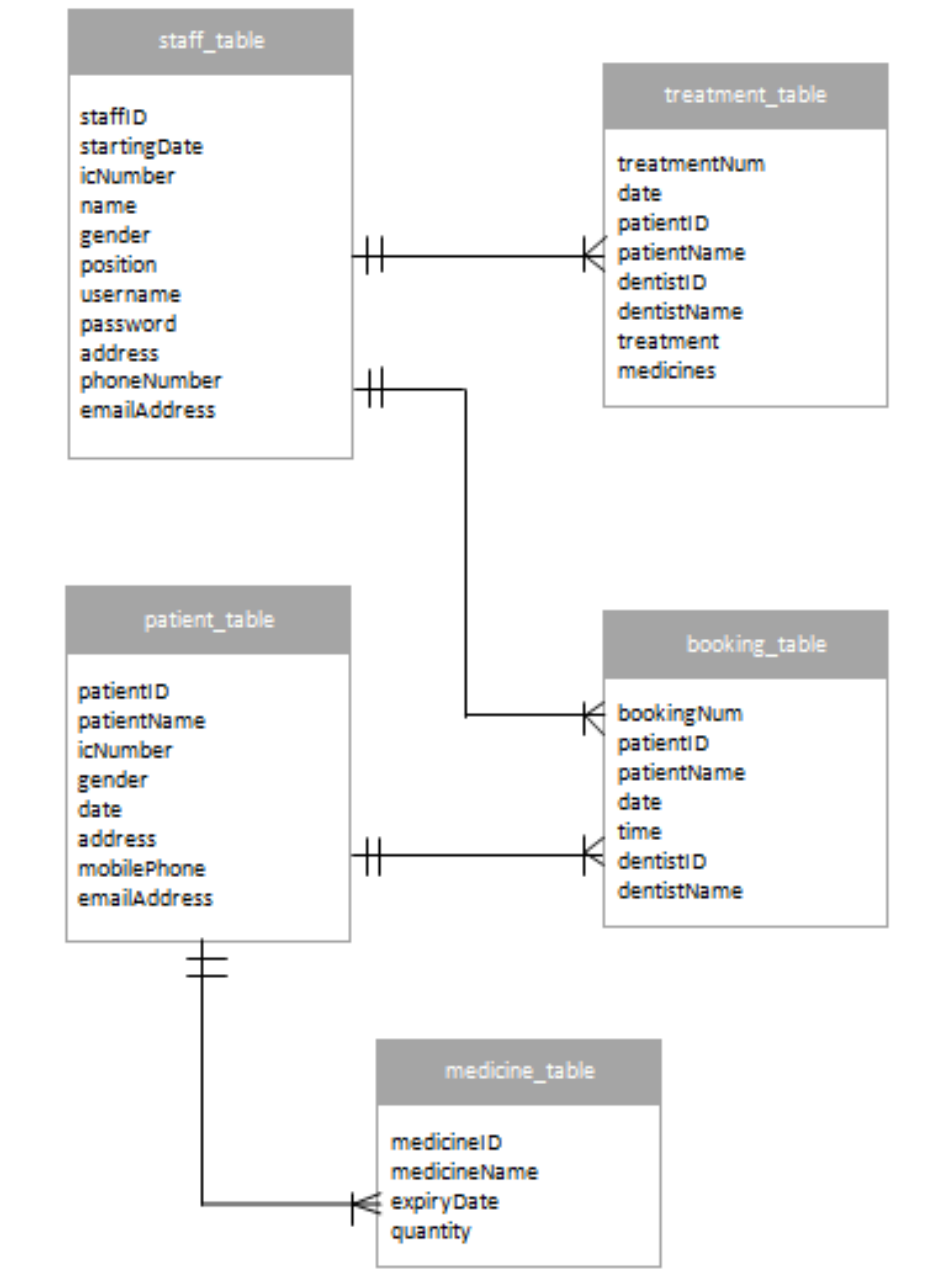 staff_table
staffID
startingDate
icNumber
name
gender
position
username
password
address
phoneNumber
emailAddress
treatment_table
treatmentNum
date
patientID
patientName
dentistID
dentistName
treatment
medicines
patient_table
patientID
patientName
icNumber
gender
date
address
mobilePhone
emailAddress
booking_table
bookingNum
patientID
patientName
date
time
dentistID
dentistName
medicine_table
medicineID
medicineName
expiryDate
quantity